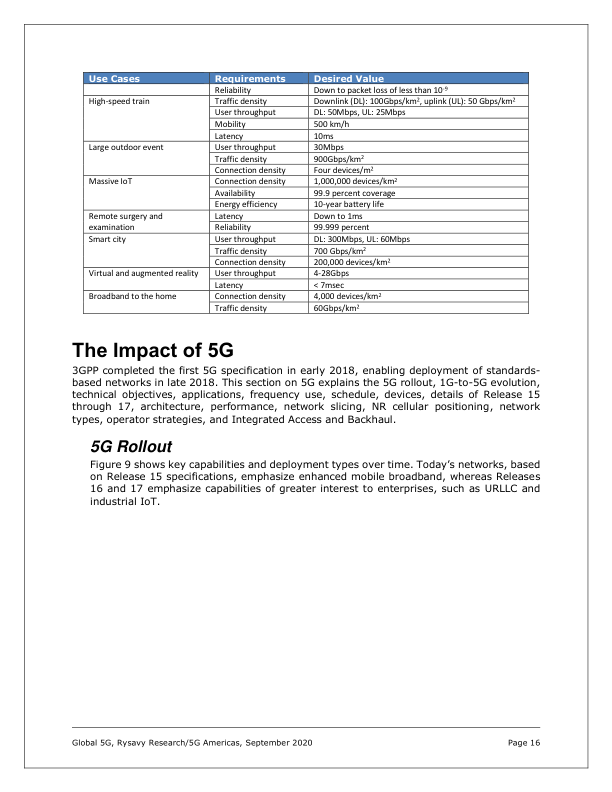 Use Cases Requirements Desired Value
Reliability Down to packet loss of less than 10⁻⁹
High-speed train Traffic density Downlink (DL): 100Gbps/km², uplink (UL): 50 Gbps/km²
User throughput DL: 50Mbps, UL: 25Mbps
Mobility 500 km/h
Latency 10ms
Large outdoor event User throughput 30Mbps
Traffic density 900Gbps/km²
Connection density Four devices/m²
Massive IoT Connection density 1,000,000 devices/km²
Availability 99.9 percent coverage
Energy efficiency 10-year battery life
Remote surgery and Latency Down to 1ms
examination Reliability 99.999 percent
Smart city User throughput DL: 300Mbps, UL: 60Mbps
Traffic density 700 Gbps/km²
Connection density 200,000 devices/km²
Virtual and augmented reality User throughput 4-28Gbps
Latency < 7msec
Broadband to the home Connection density 4,000 devices/km²
Traffic density 60Gbps/km²
The Impact of 5G
3GPP completed the first 5G specification in early 2018, enabling deployment of standards-
based networks in late 2018. This section on 5G explains the 5G rollout, 1G-to-5G evolution,
technical objectives, applications, frequency use, schedule, devices, details of Release 15
through 17, architecture, performance, network slicing, NR cellular positioning, network
types, operator strategies, and Integrated Access and Backhaul.
5G Rollout
Figure 9 shows key capabilities and deployment types over time. Today's networks, based
on Release 15 specifications, emphasize enhanced mobile broadband, whereas Releases
16 and 17 emphasize capabilities of greater interest to enterprises, such as URLLC and
industrial IoT.
Global 5G, Rysavy Research/5G Americas, September 2020 Page 16